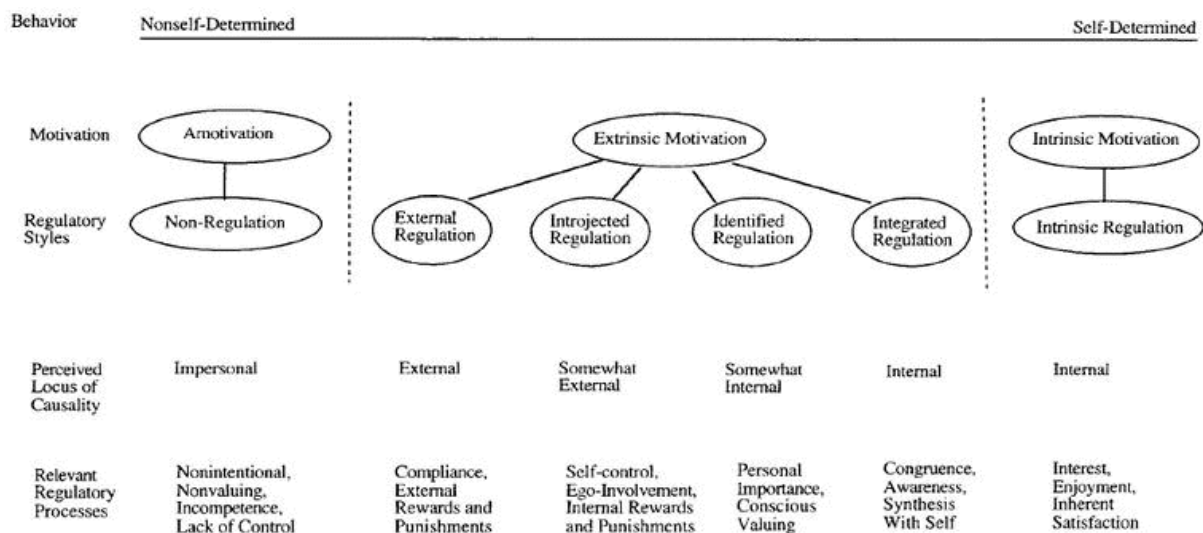 Behavior
Nonself-Determined
Self-Determined
Motivation
Amotivation
Extrinsic Motivation
Intrinsic Motivation
Regulatory
Styles
Non-Regulation
External
Regulation
Introjected
Regulation
Identified
Regulation
Integrated
Regulation
Intrinsic Regulation
Perceived
Locus of
Causality
Impersonal
External
Somewhat
External
Somewhat
Internal
Internal
Internal
Relevant
Regulatory
Processes
Nonintentional,
Nonvaluing,
Incompetence,
Lack of Control
Compliance,
External
Rewards and
Punishments
Self-control,
Ego-Involvement,
Internal Rewards
and Punishments
Personal
Importance,
Conscious
Valuing
Congruence,
Awareness,
Synthesis
With Self
Interest,
Enjoyment,
Inherent
Satisfaction